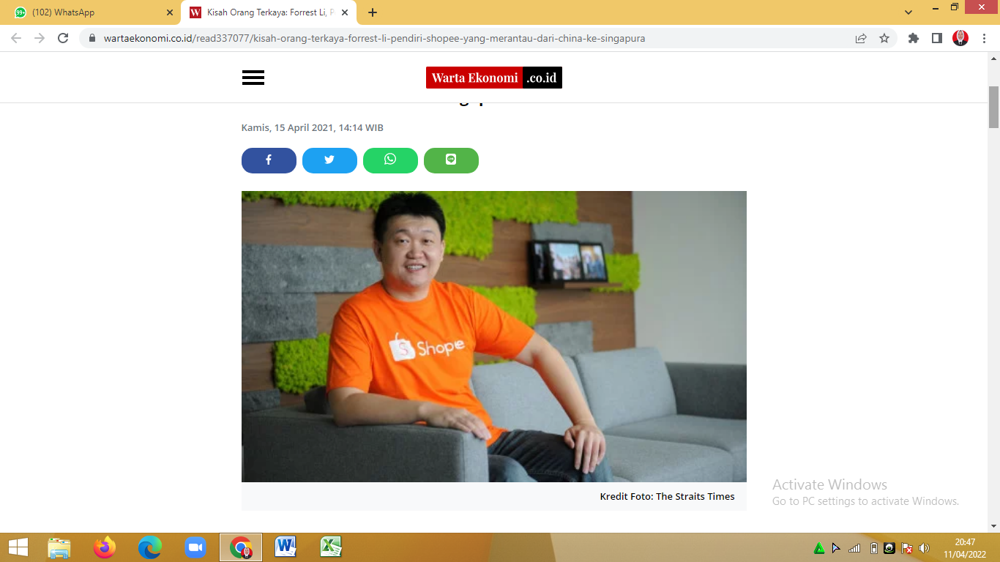 99+
(102) WhatsApp
W
Kisah Orang Terkaya: Forrest Li, P
wartaekonomi.co.id/read337077/kisah-orang-terkaya-forrest-li-pendiri-shopee-yang-merantau-dari-china-ke-singapura
Warta Ekonomi .co.id
Kamis, 15 April 2021, 14:14 WIB
S Shopee
Kredit Foto: The Straits Times
Activate Windows
Go to PC settings to activate Windows.
20:47
11/04/2022